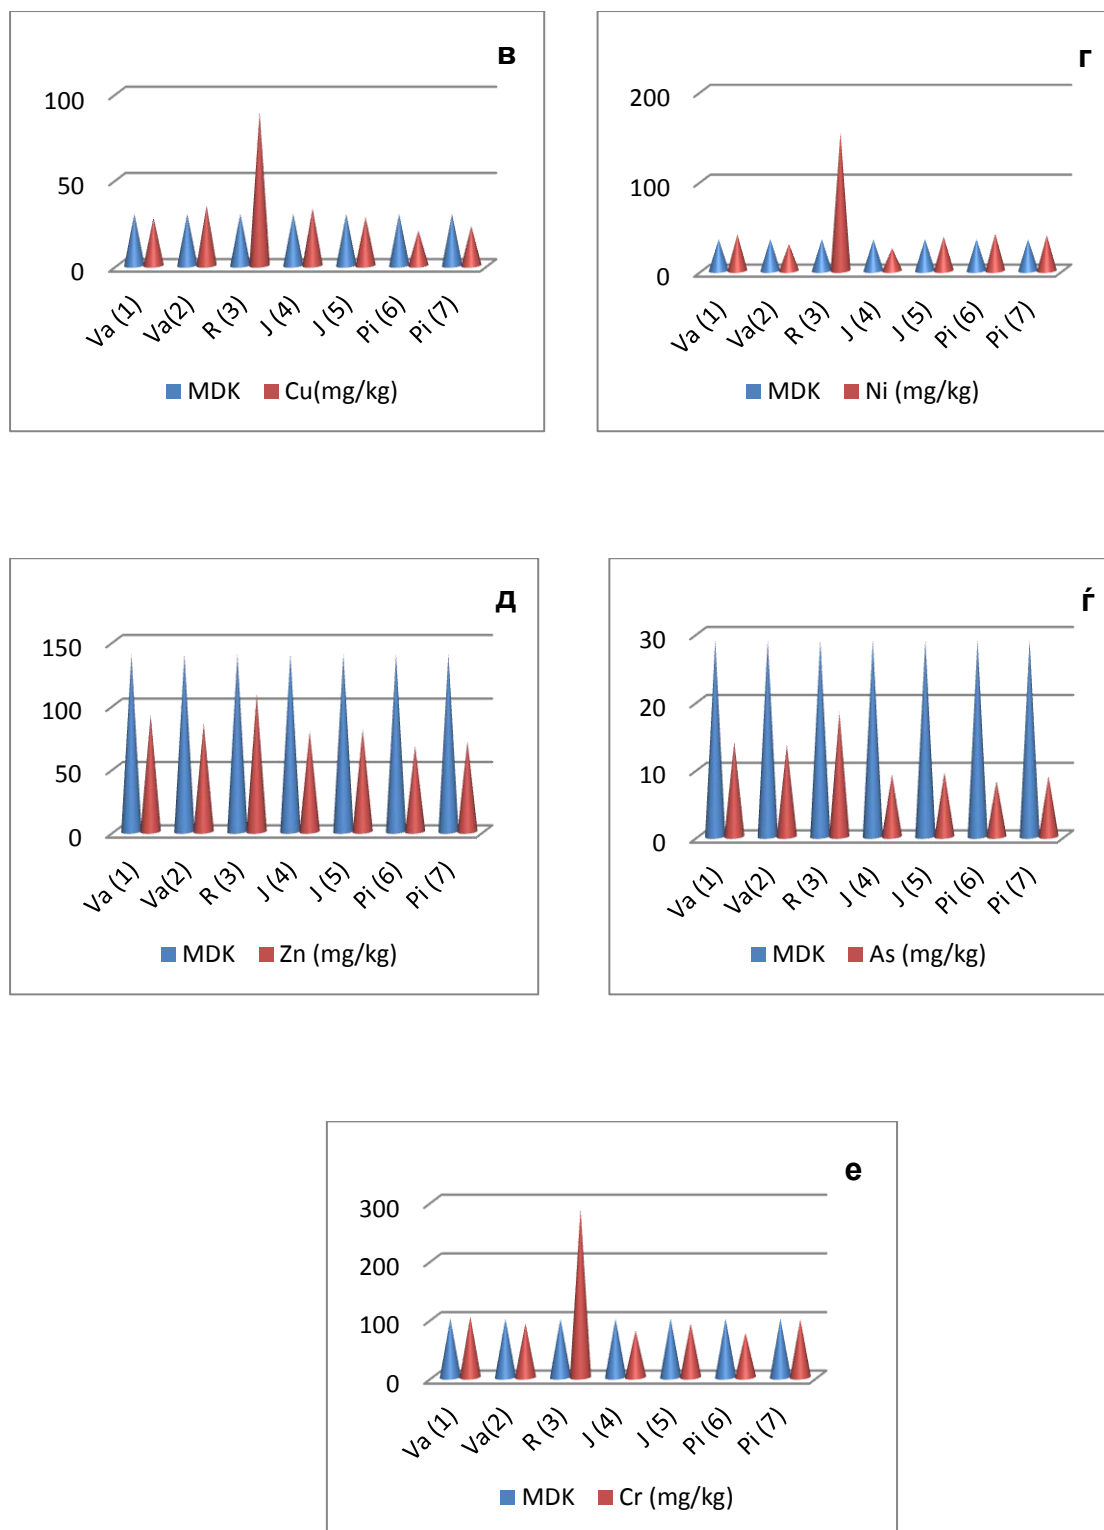 в
100
50
0
Va (1) Va(2) R (3) J (4) J (5) Pi (6) Pi (7)
MDK Cu(mg/kg)
г
200
100
0
Va (1) Va(2) R (3) J (4) J (5) Pi (6) Pi (7)
MDK Ni (mg/kg)
д
150
100
50
0
Va (1) Va(2) R (3) J (4) J (5) Pi (6) Pi (7)
MDK Zn (mg/kg)
ѓ
30
20
10
0
Va (1) Va(2) R (3) J (4) J (5) Pi (6) Pi (7)
MDK As (mg/kg)
е
300
200
100
0
Va (1) Va(2) R (3) J (4) J (5) Pi (6) Pi (7)
MDK Cr (mg/kg)